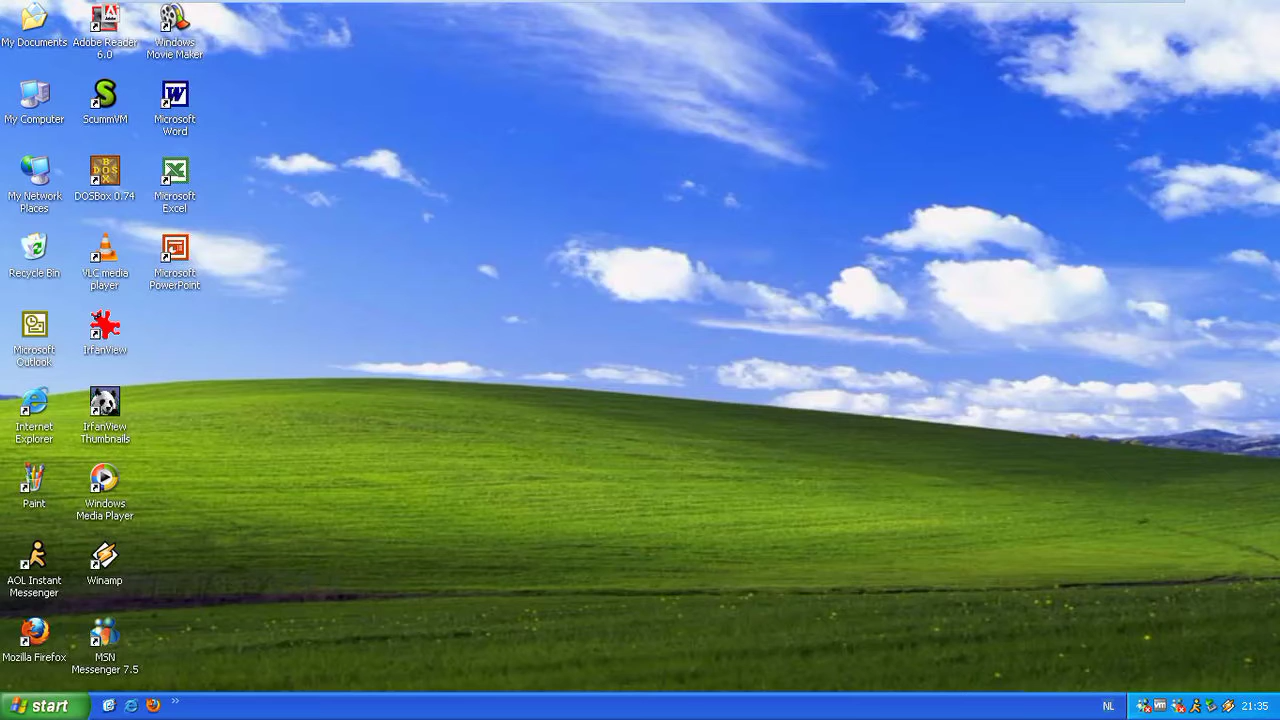 My Documents
Adobe Reader
6.0
Windows
Movie Maker
My Computer
ScummVM
Microsoft
Word
My Network
Places
DOSBox 0.74
Microsoft
Excel
Recycle Bin
VLC media
player
Microsoft
PowerPoint
Microsoft
Outlook
IrfanView
Internet
Explorer
IrfanView
Thumbnails
Paint
Windows
Media Player
AOL Instant
Messenger
Winamp
Mozilla Firefox
MSN
Messenger 7.5
start
NL
21:35